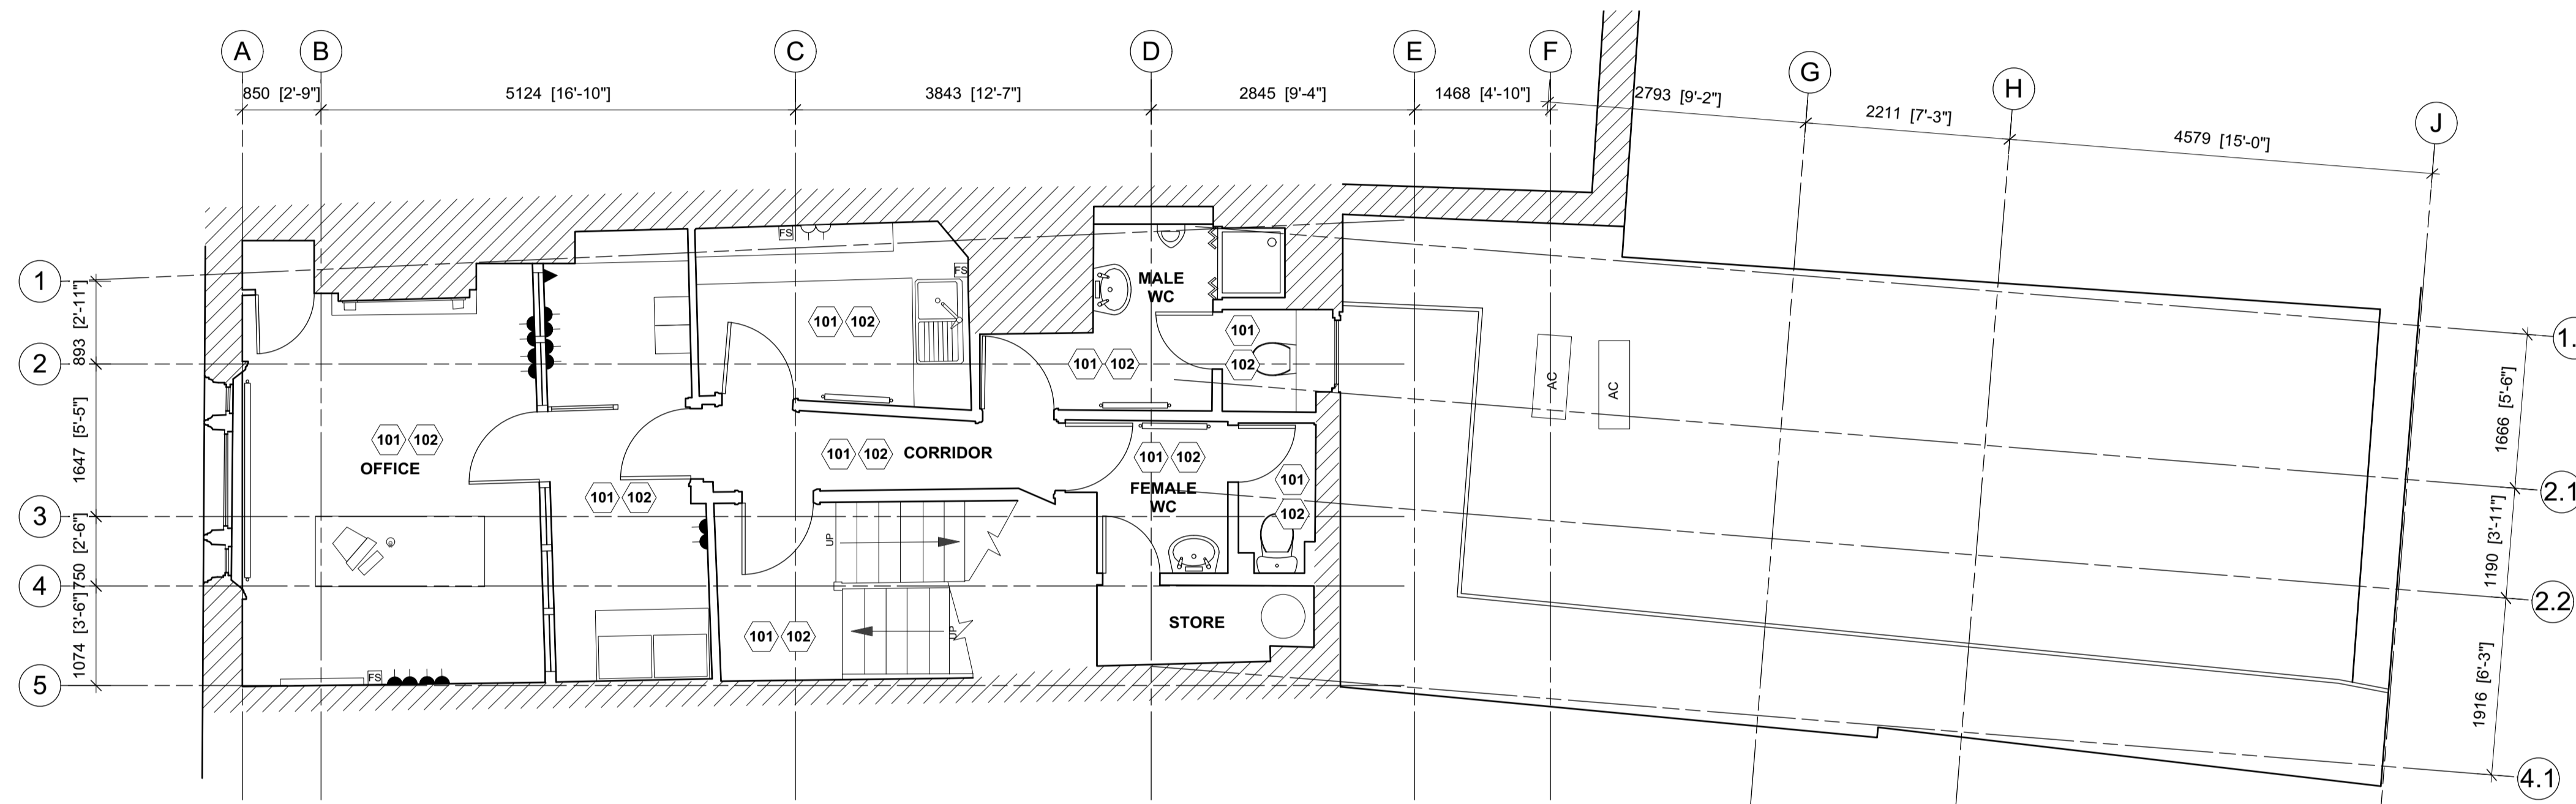 A B C D E F G H J
850 [2'-9"] 5124 [16'-10"] 3843 [12'-7"] 2845 [9'-4"] 1468 [4'-10"] 2793 [9'-2"] 2211 [7'-3"] 4579 [15'-0"]
1
893 [2'-11"]
2
1647 [5'-5"]
3
750 [2'-6"]
4
1074 [3'-6"]
5
FS
FS
MALE
WC
101 102
101 102
101
102
101 102
OFFICE
101 102 CORRIDOR
101 102
FEMALE
WC
101
102
101 102
UP
UP
101 102
STORE
FS
AC
AC
1.
1666 [5'-6"]
2.1
1190 [3'-11"]
2.2
1916 [6'-3"]
4.1